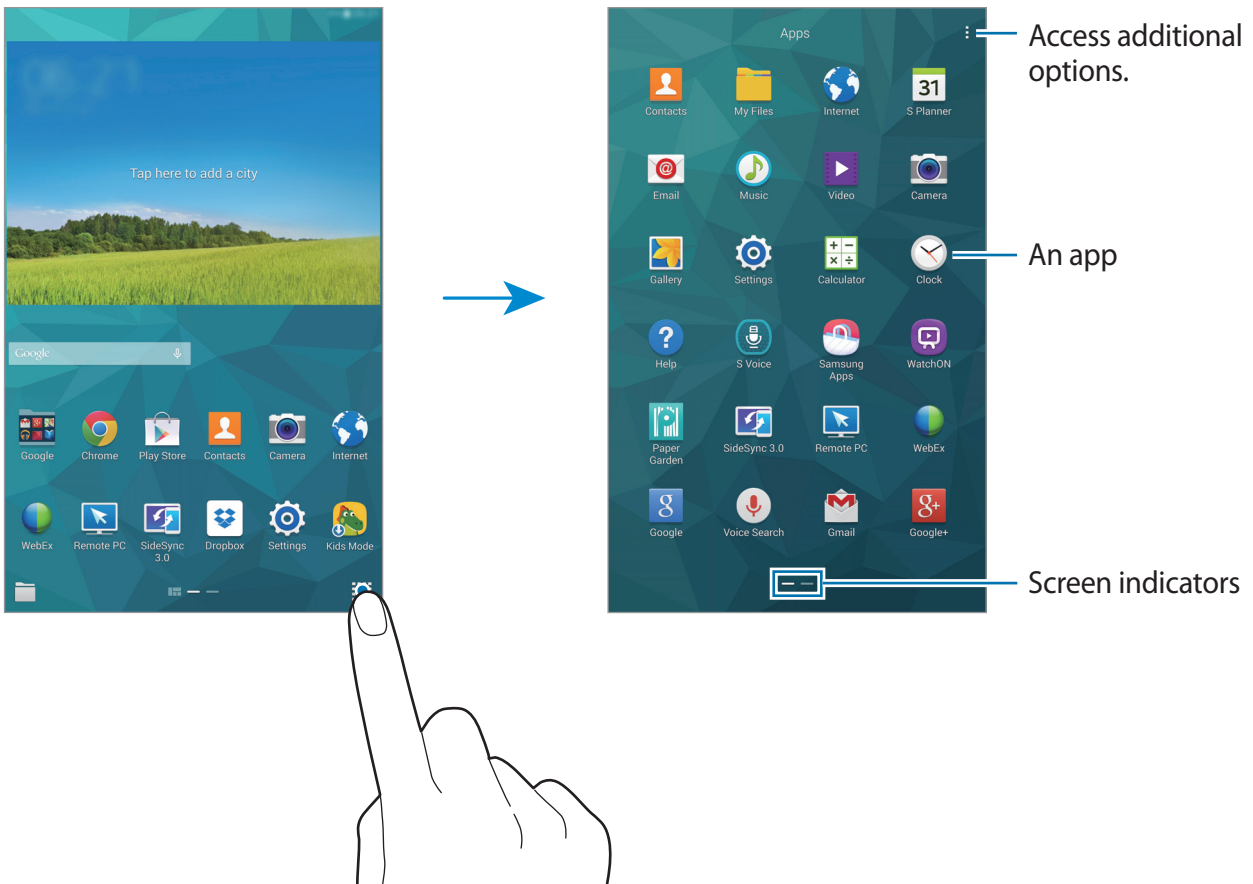 Tap here to add a city
Google
Google Chrome Play Store Contacts Camera Internet
WebEx Remote PC SideSync 3.0 Dropbox Settings Kids Mode
Apps
Contacts My Files Internet 31 S Planner
@ Email Music Video Camera
Gallery Settings + − × ÷ Calculator Clock
? Help S Voice Samsung Apps WatchON
Paper Garden SideSync 3.0 Remote PC WebEx
g Google Voice Search Gmail g+ Google+
Access additional
options.
An app
Screen indicators